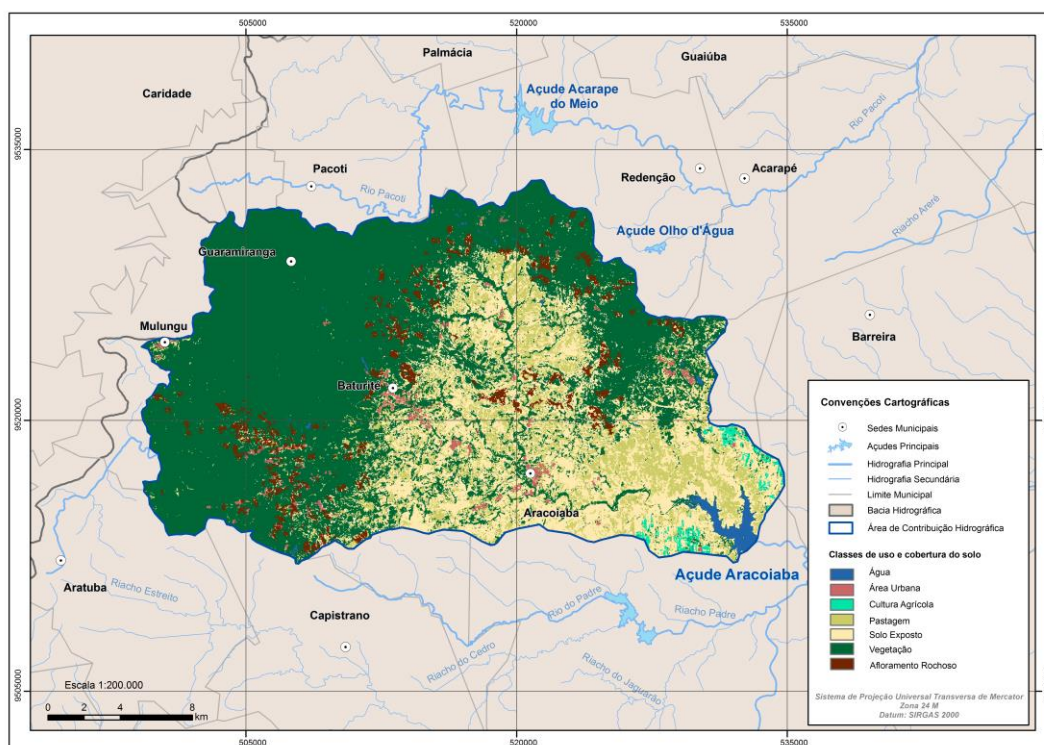 505000
520000
535000
Palmácia
Guaiúba
Caridade
Açude Acarape
do Meio
Rio Pacoti
9535000
9535000
Pacoti
Redenção
Acarapé
Rio Pacoti
Riacho Areré
Açude Olho d'Água
Guaramiranga
Mulungu
Barreira
Baturité
9520000
9520000
Aracoiaba
Açude Aracoiaba
Aratuba
Riacho Estreito
Capistrano
Rio do Padre
Riacho Padre
Riacho do Cedro
Riacho do Jaguarão
9505000
Escala 1:200.000
0 2 4 8
km
505000
520000
535000
Convenções Cartográficas
Sedes Municipais
Açudes Principais
Hidrografia Principal
Hidrografia Secundária
Limite Municipal
Bacia Hidrográfica
Área de Contribuição Hidrográfica
Classes de uso e cobertura do solo
Água
Área Urbana
Cultura Agrícola
Pastagem
Solo Exposto
Vegetação
Afloramento Rochoso
Sistema de Projeção Universal Transversa de Mercator
Zona 24 M
Datum: SIRGAS 2000